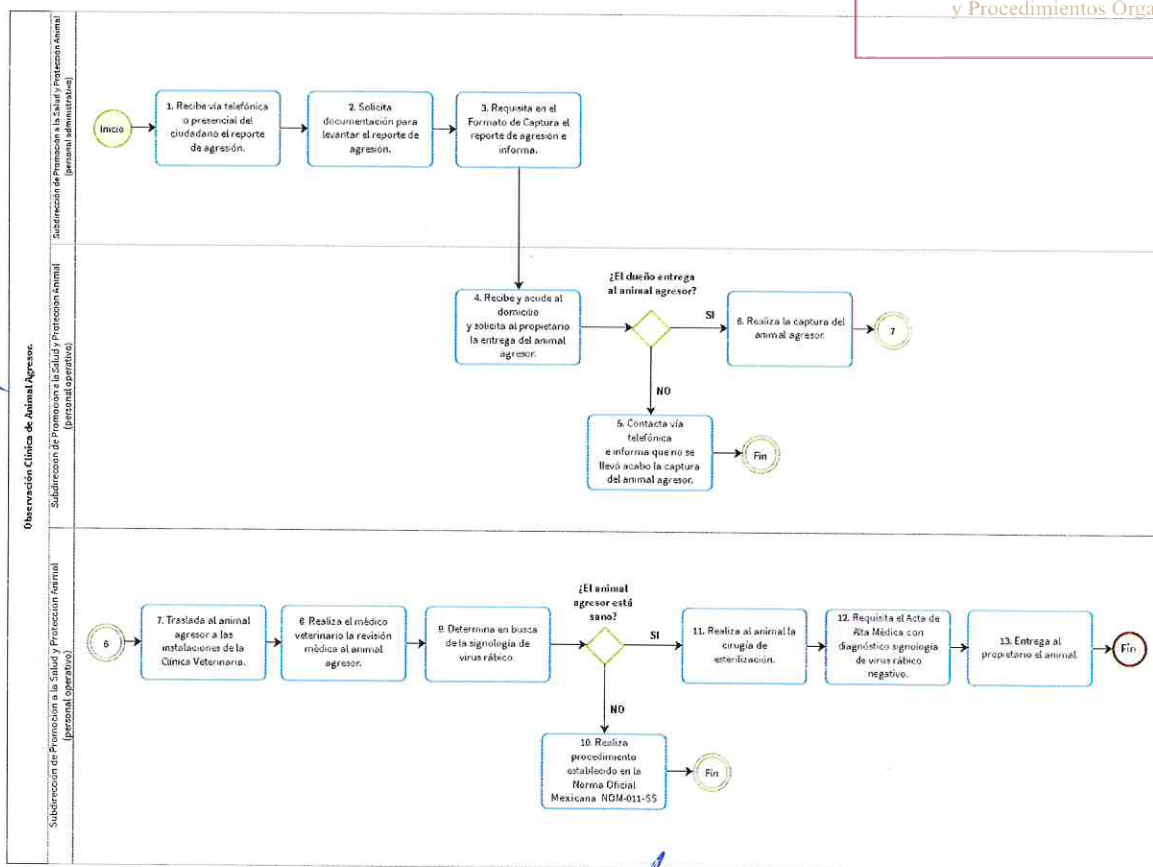 y Procedimientos Orga
Observación Clínica de Animal Agresor.
Subdirección de Promoción a la Salud y Protección Animal
(personal administrativo)
Inicio
1. Recibe vía telefónica
o presencial del
ciudadano el reporte
de agresión.
2. Solicita
documentación para
levantar el reporte de
agresión.
3. Requisita en el
Formato de Captura el
reporte de agresión e
informa.
Subdirección de Promoción a la Salud y Protección Animal
(personal operativo)
4. Recibe y acude al
domicilio
y solicita al propietario
la entrega del animal
agresor.
¿El dueño entrega
al animal agresor?
SI
6. Realiza la captura del
animal agresor.
7
NO
5. Contacta vía
telefónica
e informa que no se
llevó acabo la captura
del animal agresor.
Fin
Subdirección de Promoción a la Salud y Protección Animal
(personal operativo)
6
7. Traslada al animal
agresor a las
instalaciones de la
Clínica Veterinaria.
8 Realiza el médico
veterinario la revisión
médica al animal
agresor.
9. Determina en busca
de la signología de
virus rábico
¿El animal
agresor está
sano?
SI
11. Realiza al animal la
cirugía de
esterilización.
12. Requisita el Acta de
Alta Médica con
diagnóstico signología
de virus rábico
negativo.
13. Entrega al
propietario el animal.
Fin
NO
10. Realiza
procedimiento
establecido en la
Norma Oficial
Mexicana NOM-011-SS
Fin